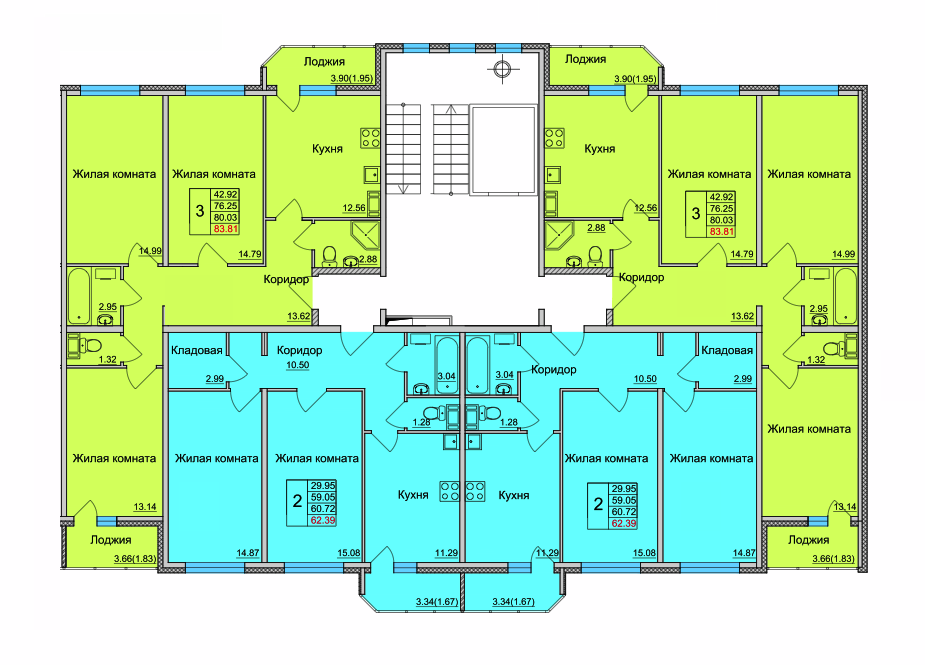 Лоджия
3.90(1.95)
Лоджия
3.90(1.95)
Жилая комната
14.99
Жилая комната
3
42.92
76.25
80.03
83.81
14.79
Кухня
12.56
2.88
Кухня
12.56
2.88
Жилая комната
3
42.92
76.25
80.03
83.81
14.79
Жилая комната
14.99
2.95
Коридор
13.62
Коридор
13.62
2.95
1.32
Кладовая
2.99
Коридор
10.50
3.04
3.04
Коридор
10.50
Кладовая
2.99
1.32
1.28
1.28
Жилая комната
13.14
Жилая комната
14.87
Жилая комната
2
29.95
59.05
60.72
62.39
15.08
Кухня
11.29
Кухня
11.29
Жилая комната
2
29.95
59.05
60.72
62.39
15.08
Жилая комната
14.87
Жилая комната
13.14
Лоджия
3.66(1.83)
Лоджия
3.66(1.83)
3.34(1.67)
3.34(1.67)